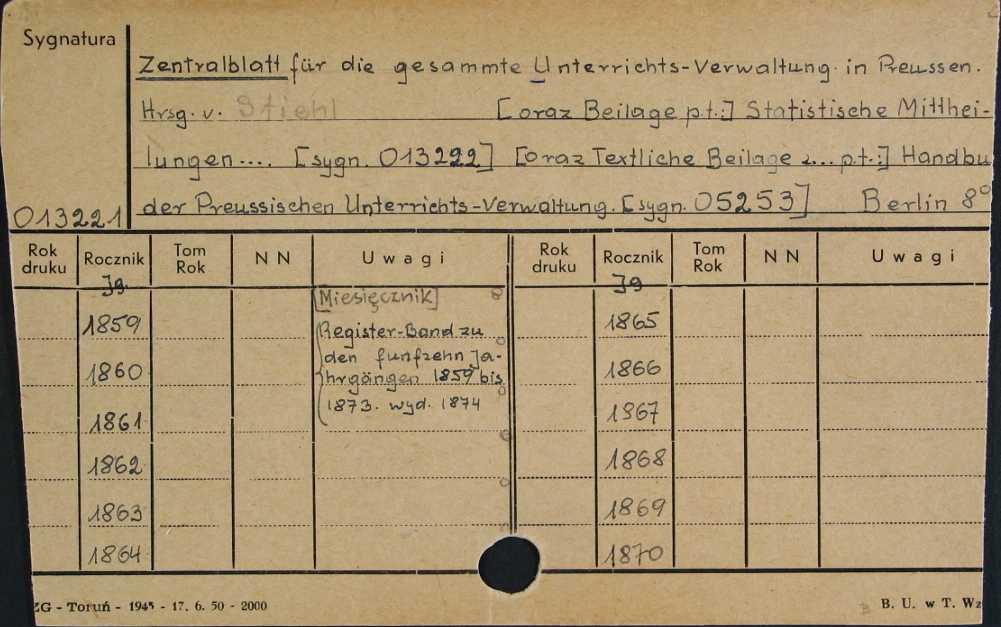 Sygnatura
Zentralblatt für die gesammte Unterrichts-Verwaltung in Preussen.
Hrsg. v. Stiehl [oraz Beilage p.t.:] Statistische Mitthei-
lungen.... [sygn. 013222] [oraz Textliche Beilage z... p.t.:] Handbu
013221 der Preussischen Unterrichts-Verwaltung. [sygn. 05253] Berlin 8°
Rok druku Rocznik Tom Rok N N Uwagi Rok druku Rocznik Tom Rok N N Uwagi
Jg. Jg
[Miesięcznik]
1859 Register-Band zu 1865
den funfzehn Ja-
1860 hrgängen 1859 bis 1866
1861 1873. wyd. 1874 1867
1862 1868
1863 1869
1864 1870
ZG - Toruń - 1945 - 17. 6. 50 - 2000 B. U. w T. Wz